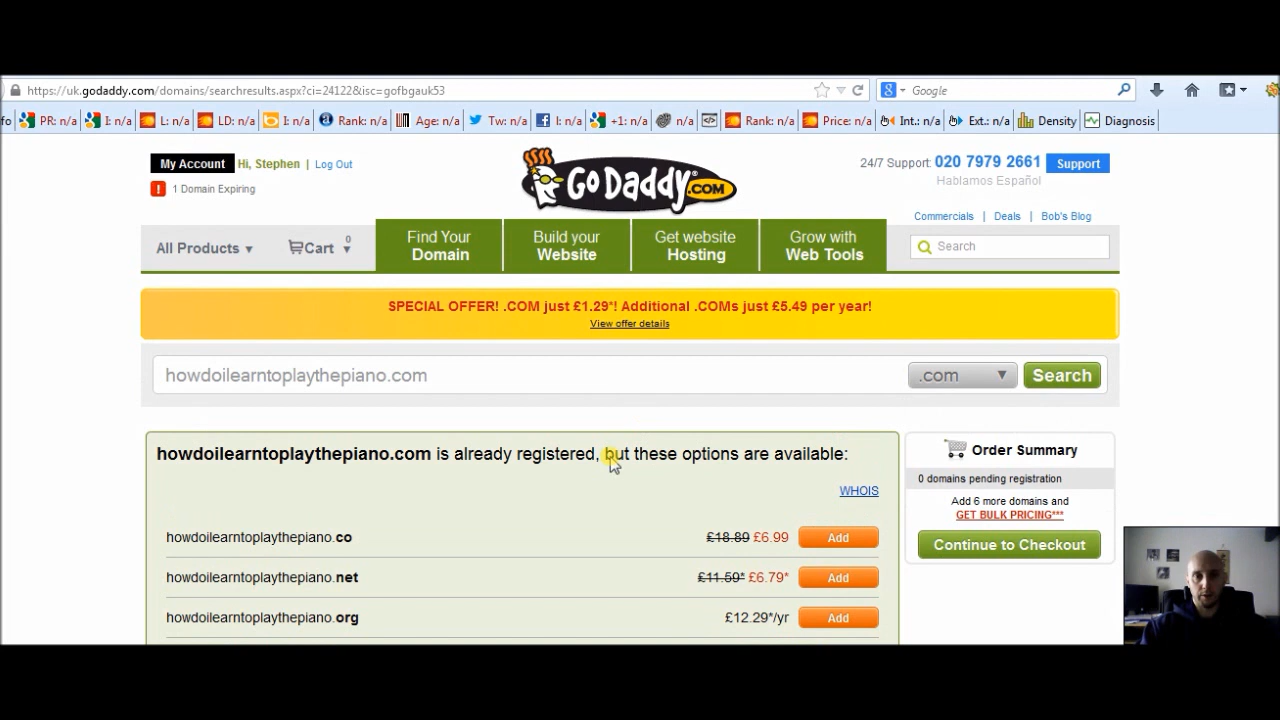 https://uk.godaddy.com/domains/searchresults.aspx?ci=24122&isc=gofbgauk53
Google
PR: n/a I: n/a L: n/a LD: n/a I: n/a Rank: n/a Age: n/a Tw: n/a I: n/a +1: n/a n/a Rank: n/a Price: n/a Int.: n/a Ext.: n/a Density Diagnosis
My Account Hi, Stephen | Log Out
1 Domain Expiring
GoDaddy.COM
24/7 Support: 020 7979 2661 Support
Hablamos Español
Commercials | Deals | Bob's Blog
All Products Cart 0
Find Your Domain
Build your Website
Get website Hosting
Grow with Web Tools
Search
SPECIAL OFFER! .COM just £1.29*! Additional .COMs just £5.49 per year!
View offer details
howdoilearntoplaythepiano.com .com Search
howdoilearntoplaythepiano.com is already registered, but these options are available:
WHOIS
howdoilearntoplaythepiano.co £18.89 £6.99 Add
howdoilearntoplaythepiano.net £11.59* £6.79* Add
howdoilearntoplaythepiano.org £12.29*/yr Add
Order Summary
0 domains pending registration
Add 6 more domains and
GET BULK PRICING***
Continue to Checkout